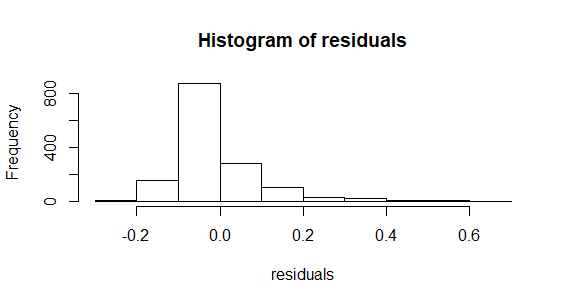 Histogram of residuals
Frequency
800
400
0
-0.2 0.0 0.2 0.4 0.6
residuals